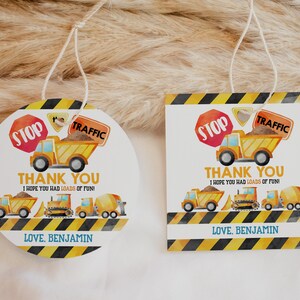 STOP
TRAFFIC
THANK YOU
I HOPE YOU HAD LOADS OF FUN!
LOVE, BENJAMIN
STOP
TRAFFIC
THANK YOU
I HOPE YOU HAD LOADS OF FUN!
LOVE, BENJAMIN